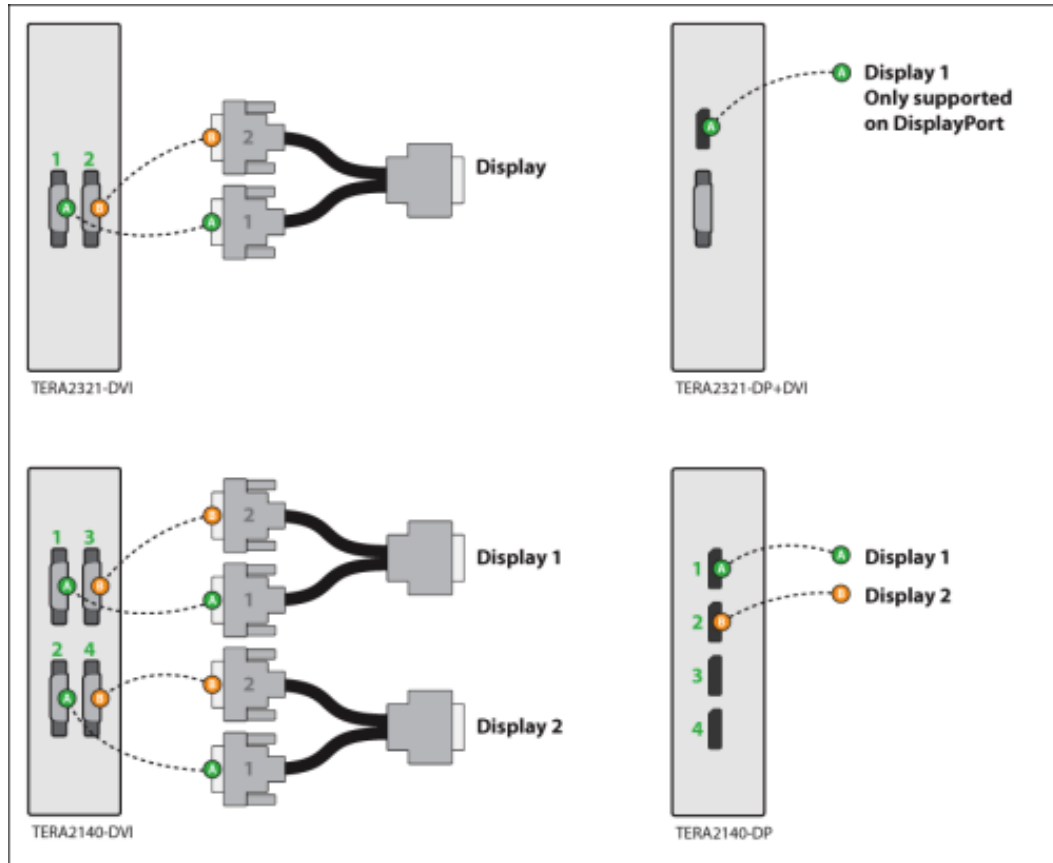 1 2
A B
B 2
A 1
Display
TERA2321-DVI
A Display 1
Only supported
on DisplayPort
A
TERA2321-DP+DVI
1 3
A B
2 4
A B
B 2
A 1
Display 1
B 2
A 1
Display 2
TERA2140-DVI
1 A
2 B
3
4
A Display 1
B Display 2
TERA2140-DP